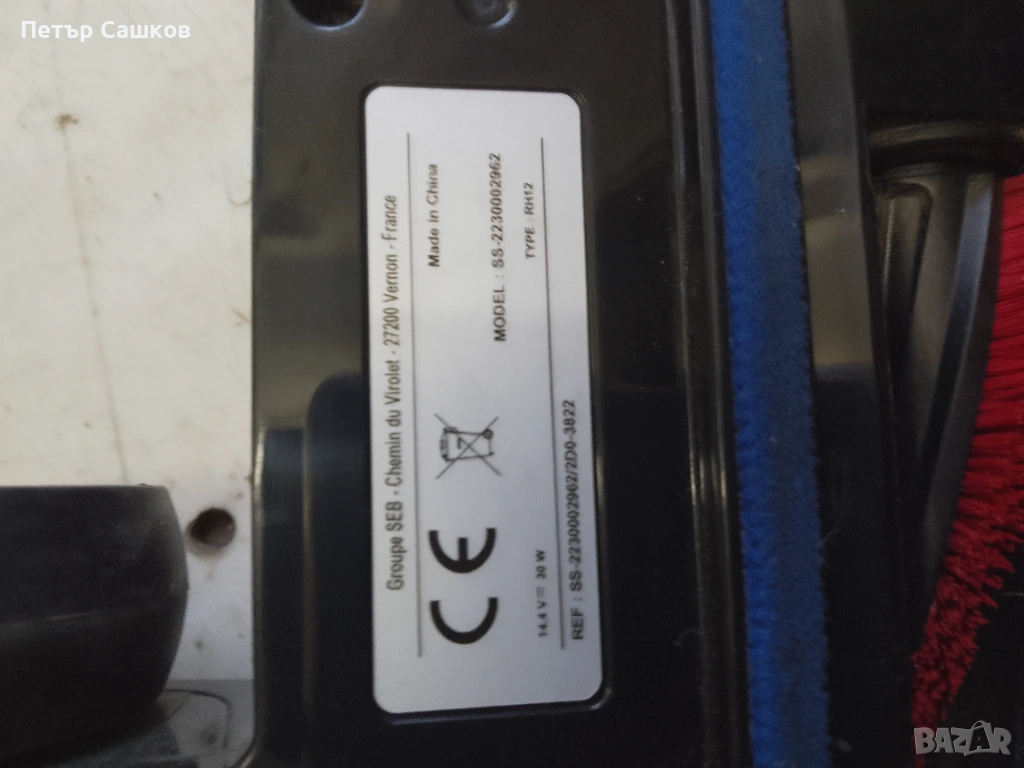 Петър Сашков
Groupe SEB - Chemin du Virolet - 27200 Vernon - France
Made in China
CE
MODEL : SS-2230002962
14.4 V 30 W
TYPE : RH12
REF : SS-2230002962/2D0-3822
BAZAR